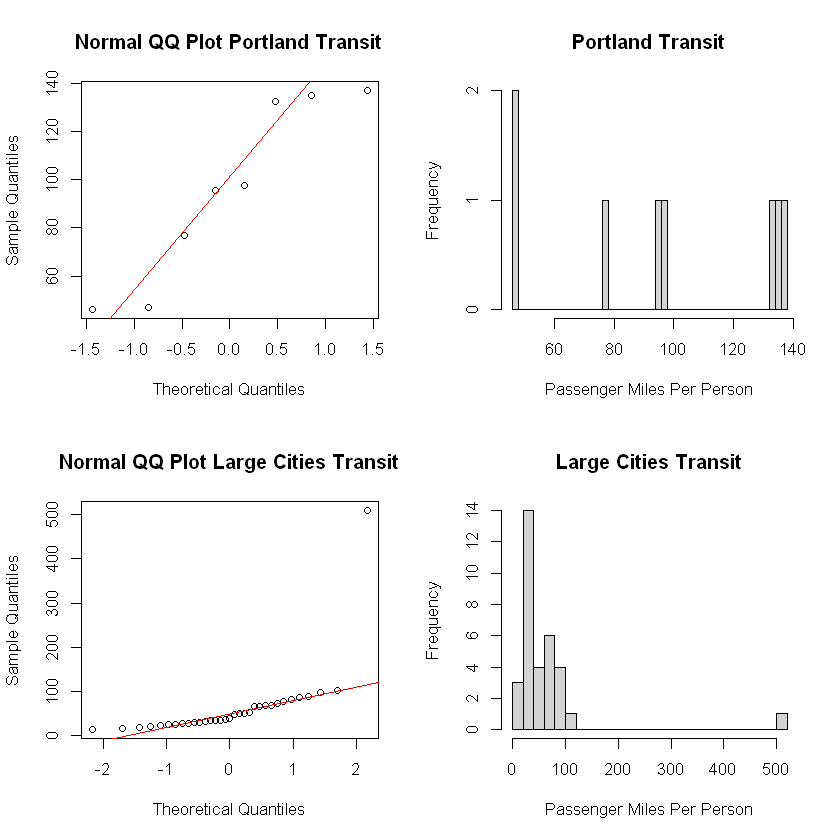 Normal QQ Plot Portland Transit
Sample Quantiles
140
120
100
80
60
-1.5 -1.0 -0.5 0.0 0.5 1.0 1.5
Theoretical Quantiles
Portland Transit
Frequency
2
1
0
60 80 100 120 140
Passenger Miles Per Person
Normal QQ Plot Large Cities Transit
Sample Quantiles
500
400
300
200
100
0
-2 -1 0 1 2
Theoretical Quantiles
Large Cities Transit
Frequency
14
12
10
8
6
4
2
0
0 100 200 300 400 500
Passenger Miles Per Person